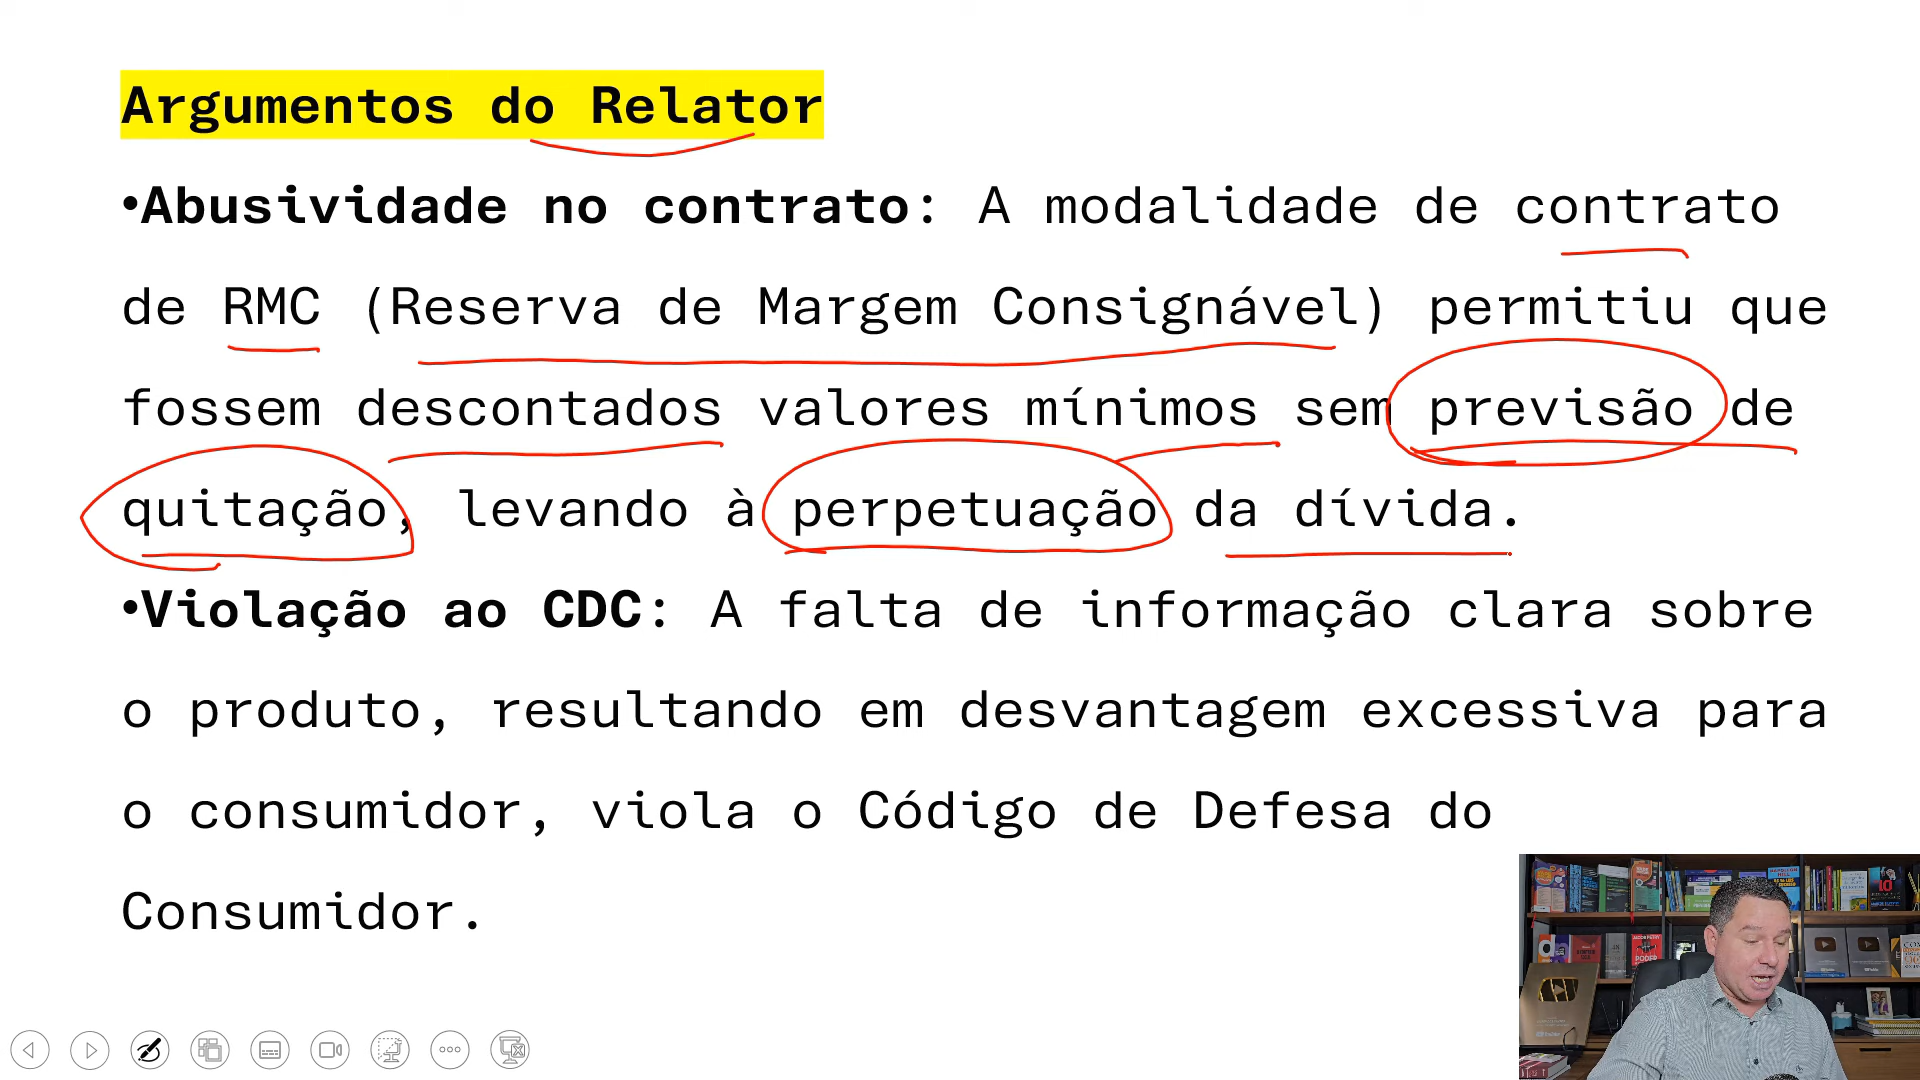 Argumentos do Relator
•Abusividade no contrato: A modalidade de contrato
de RMC (Reserva de Margem Consignável) permitiu que
fossem descontados valores mínimos sem previsão de
quitação, levando à perpetuação da dívida.
•Violação ao CDC: A falta de informação clara sobre
o produto, resultando em desvantagem excessiva para
o consumidor, viola o Código de Defesa do
Consumidor.